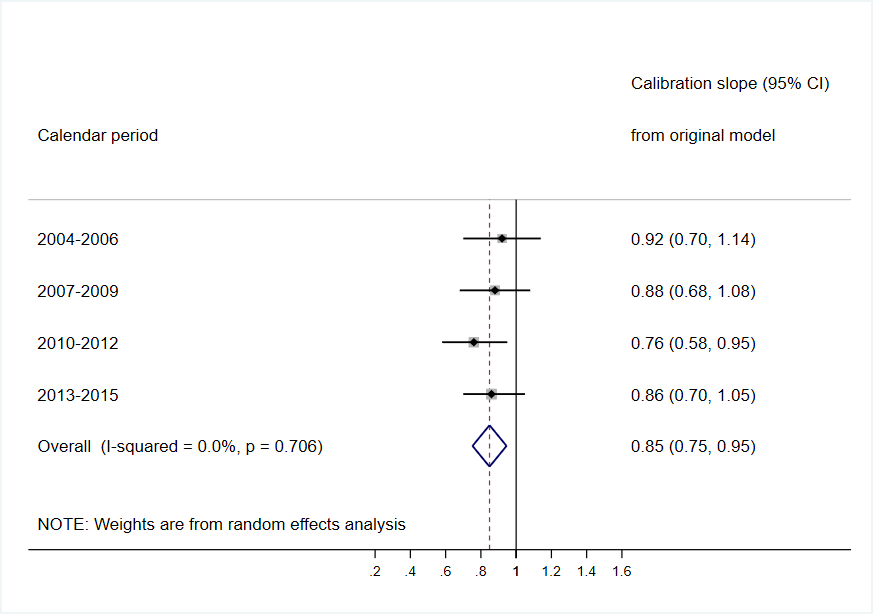 Calibration slope (95% CI)
Calendar period from original model
2004-2006 0.92 (0.70, 1.14)
2007-2009 0.88 (0.68, 1.08)
2010-2012 0.76 (0.58, 0.95)
2013-2015 0.86 (0.70, 1.05)
Overall (I-squared = 0.0%, p = 0.706) 0.85 (0.75, 0.95)
NOTE: Weights are from random effects analysis
.2 .4 .6 .8 1 1.2 1.4 1.6